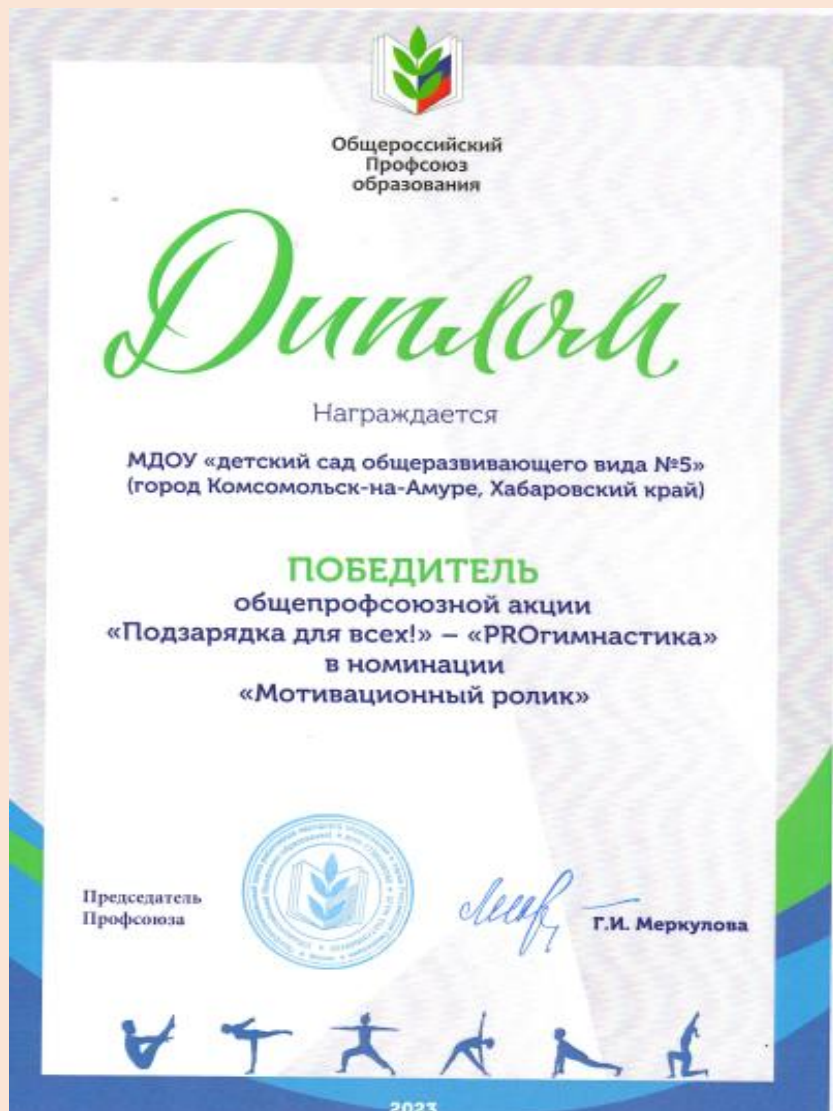 Общероссийский
Профсоюз
образования
Диплом
Награждается
МДОУ «детский сад общеразвивающего вида №5»
(город Комсомольск-на-Амуре, Хабаровский край)
ПОБЕДИТЕЛЬ
общепрофсоюзной акции
«Подзарядка для всех!» – «PROгимнастика»
в номинации
«Мотивационный ролик»
Председатель
Профсоюза
Г.И. Меркулова
2023